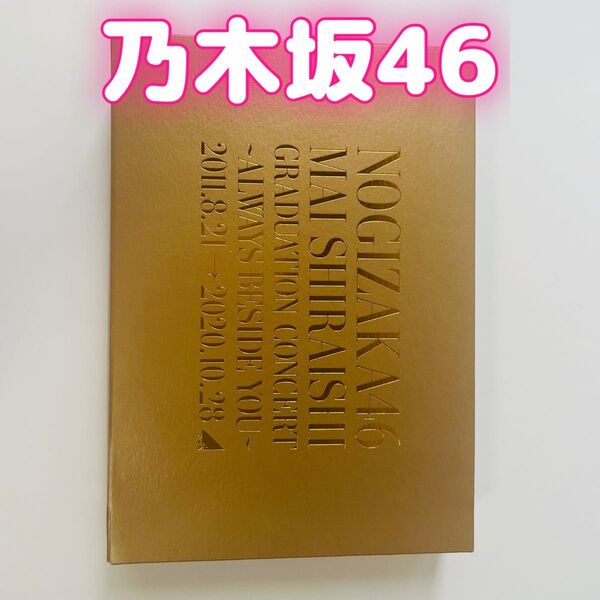 乃木坂46
NOGIZAKA46
MAI SHIRAISHI
GRADUATION CONCERT
~ALWAYS BESIDE YOU~
2011.8.21→2020.10.28